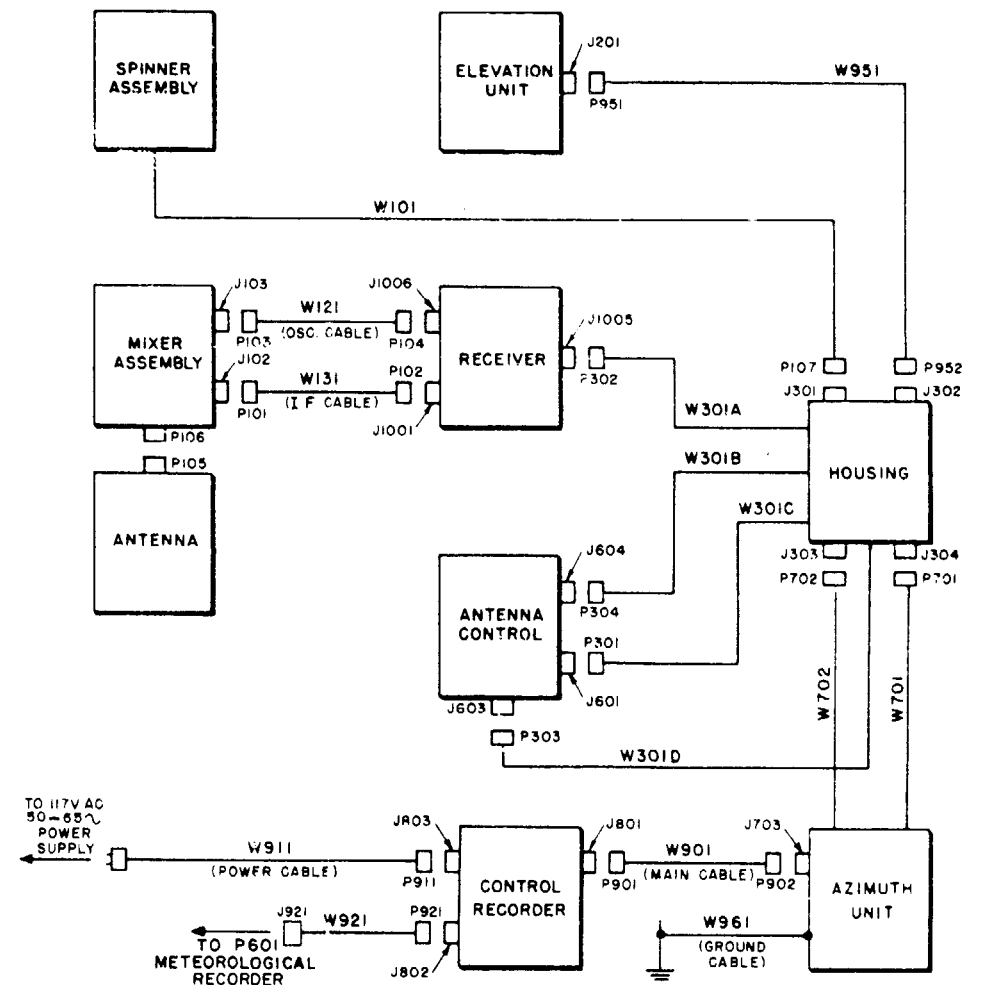 SPINNER
ASSEMBLY
ELEVATION
UNIT
J201
P951
W951
W101
J103
J1006
W121
(OSC. CABLE)
P103
P104
J1005
MIXER
ASSEMBLY
J102
P102
RECEIVER
P302
P107
P952
W131
(IF CABLE)
P101
J1001
J301
J302
W301A
P106
P105
W301B
HOUSING
ANTENNA
W301C
J604
J303
J304
P702
P701
P304
ANTENNA
CONTROL
P301
J601
J603
P303
W301D
W702
W701
TO 117V AC
50-65~
POWER
SUPPLY
J803
J801
J703
W911
(POWER CABLE)
P911
W901
(MAIN CABLE)
P901
P902
CONTROL
RECORDER
AZIMUTH
UNIT
J921
W921
P921
W961
(GROUND
CABLE)
TO P601
METEOROLOGICAL
RECORDER
J802